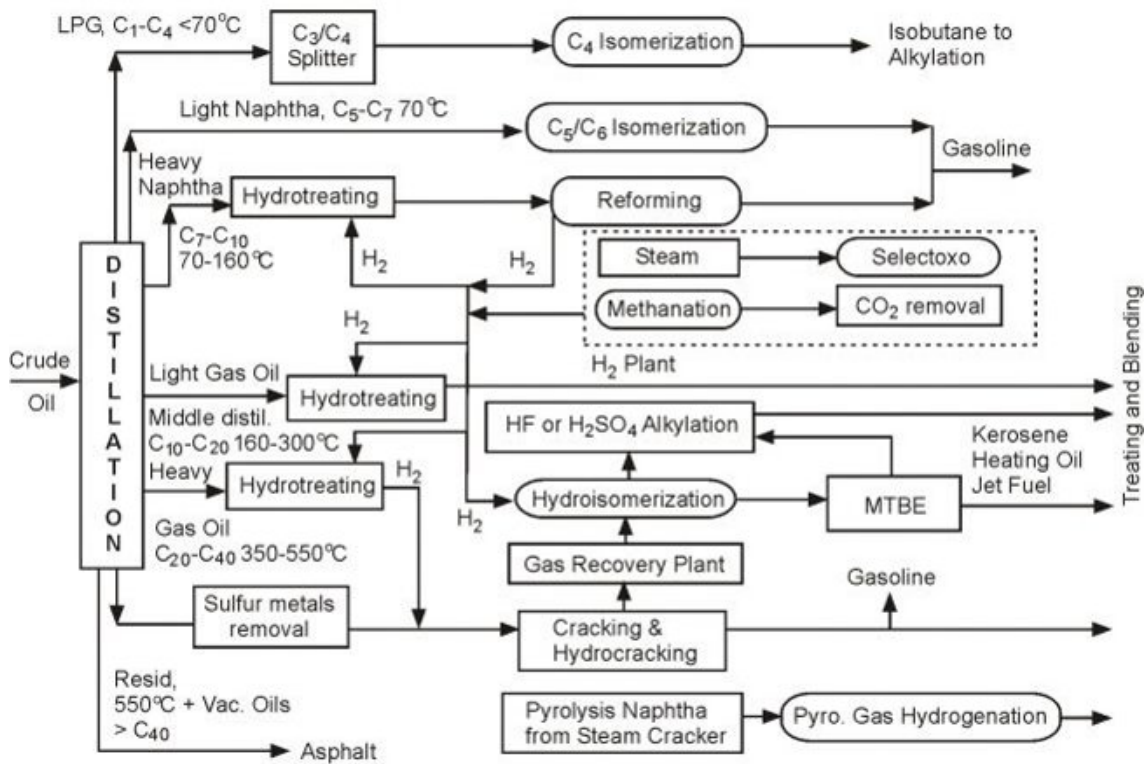 LPG, C₁-C₄ <70°C
C₃/C₄
Splitter
C₄ Isomerization
Isobutane to
Alkylation
Light Naphtha, C₅-C₇ 70°C
C₅/C₆ Isomerization
Gasoline
Heavy
Naphtha
Hydrotreating
Reforming
C₇-C₁₀
70-160°C
H₂
H₂
Steam
Selectoxo
Methanation
CO₂ removal
H₂ Plant
DISTILLATION
Crude
Oil
H₂
Light Gas Oil
Hydrotreating
Middle distil.
C₁₀-C₂₀ 160-300°C
HF or H₂SO₄ Alkylation
Kerosene
Heating Oil
Jet Fuel
Treating and Blending
Heavy
Hydrotreating
H₂
H₂
Hydroisomerization
MTBE
Gas Oil
C₂₀-C₄₀ 350-550°C
Gas Recovery Plant
Gasoline
Sulfur metals
removal
Cracking &
Hydrocracking
Resid,
550°C + Vac. Oils
> C₄₀
Asphalt
Pyrolysis Naphtha
from Steam Cracker
Pyro. Gas Hydrogenation